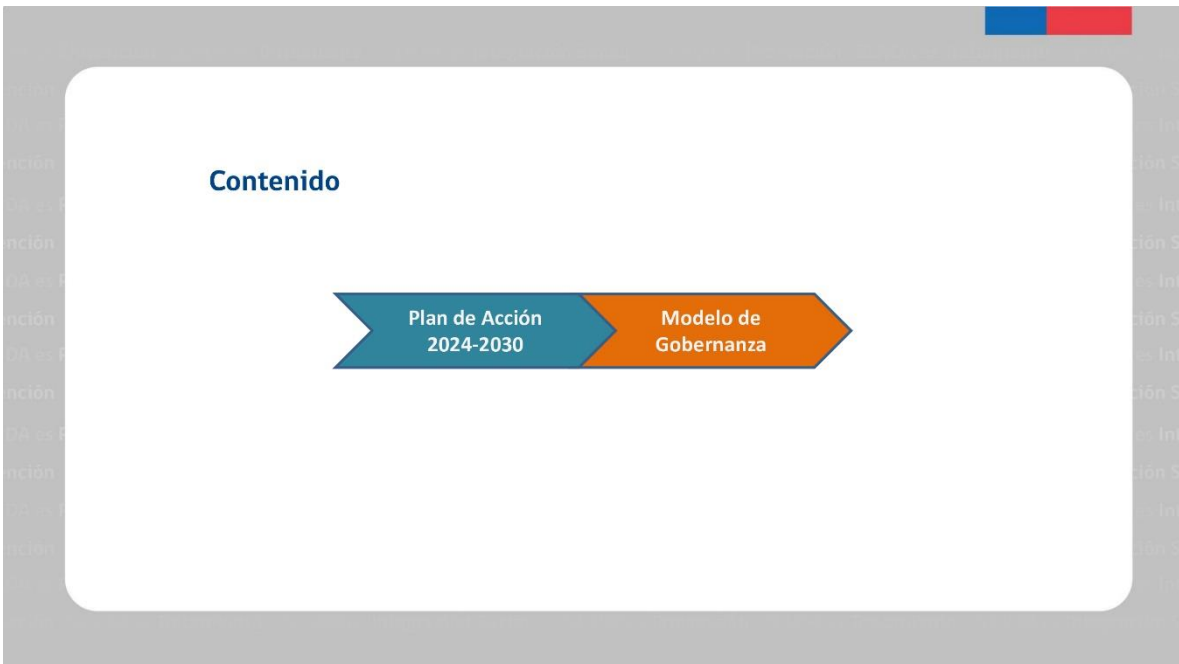 Contenido
Plan de Acción
2024-2030
Modelo de
Gobernanza